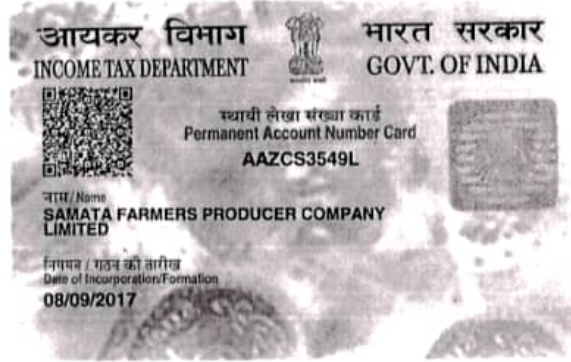 आयकर विभाग
INCOME TAX DEPARTMENT
भारत सरकार
GOVT. OF INDIA
स्थायी लेखा संख्या कार्ड
Permanent Account Number Card
AAZCS3549L
नाम/Name
SAMATA FARMERS PRODUCER COMPANY
LIMITED
निगमन / गठन की तारीख
Date of Incorporation/Formation
08/09/2017